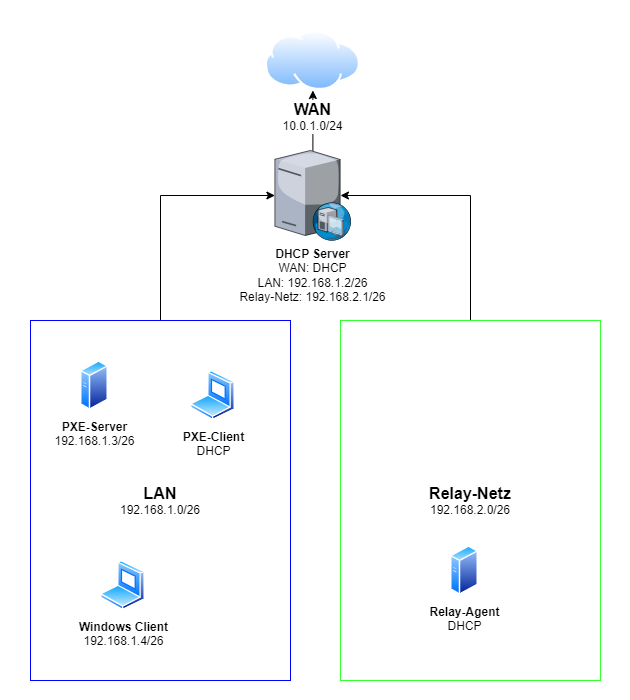 WAN
10.0.1.0/24
DHCP Server
WAN: DHCP
LAN: 192.168.1.2/26
Relay-Netz: 192.168.2.1/26
PXE-Server
192.168.1.3/26
PXE-Client
DHCP
LAN
192.168.1.0/26
Windows Client
192.168.1.4/26
Relay-Netz
192.168.2.0/26
Relay-Agent
DHCP